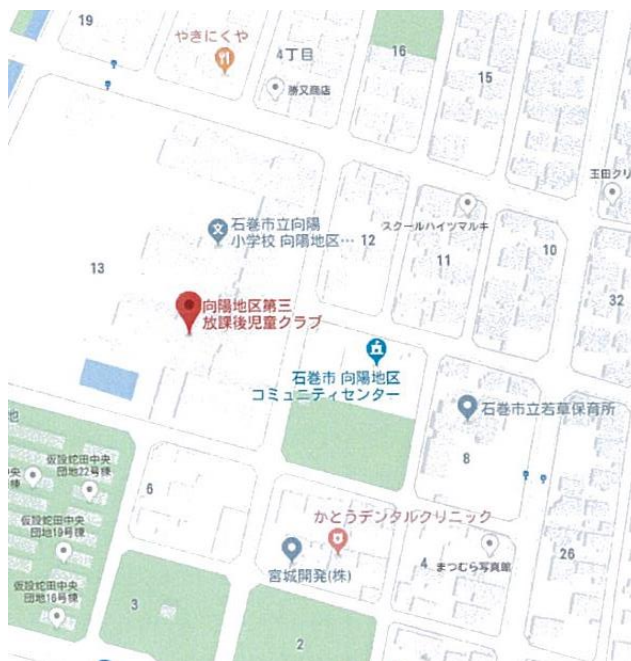 19
やきにくや
4丁目
16
15
勝又商店
玉田クリ
石巻市立向陽
小学校 向陽地区…
スクールハイツマルキ
12
11
10
13
32
向陽地区第三
放課後児童クラブ
石巻市 向陽地区
コミュニティセンター
石巻市立若草保育所
也
仮設蛇田中央
団地22号棟
中央
棟
6
8
かとうデンタルクリニック
仮設蛇田中央
団地19号棟
宮城開発(株)
4
まつむら写真館
26
仮設蛇田中央
団地16号棟
3
2